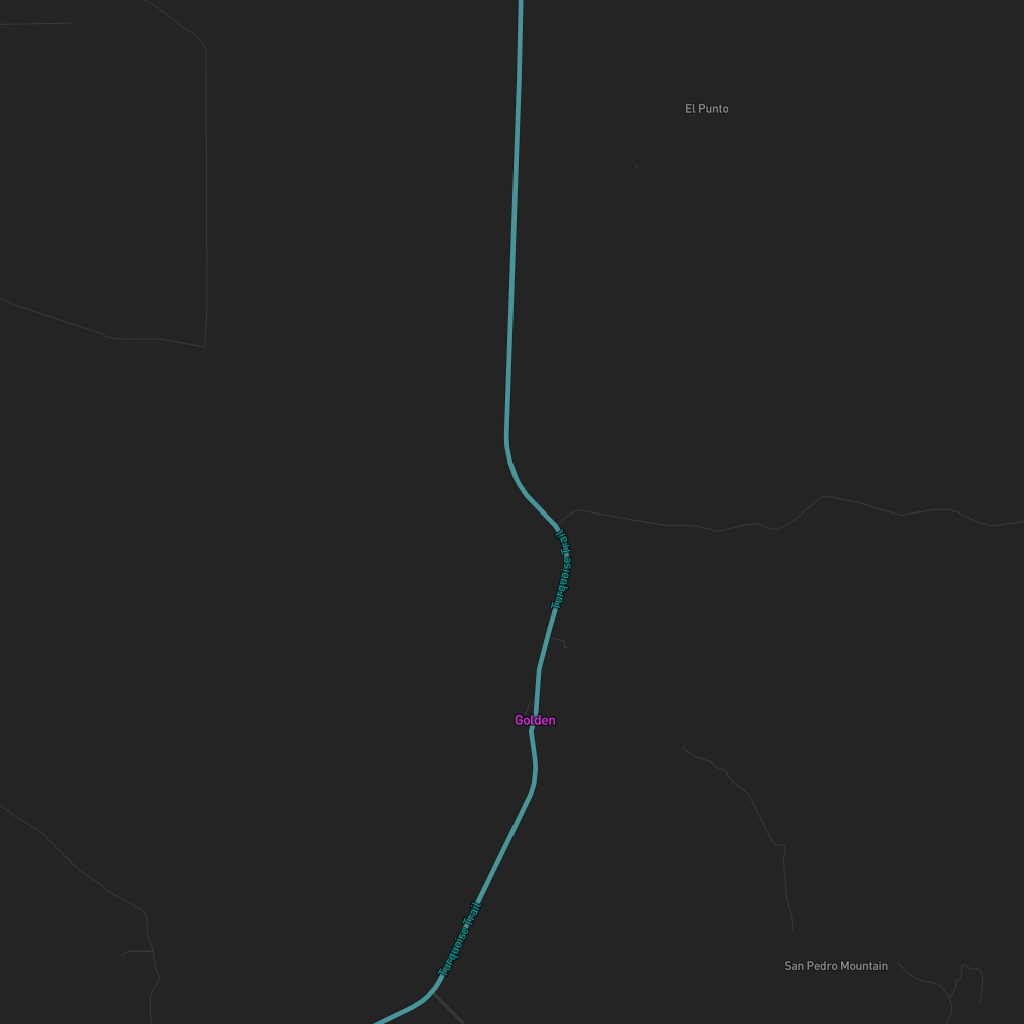 El Punto
Turquoise Trail
Golden
Turquoise Trail
San Pedro Mountain